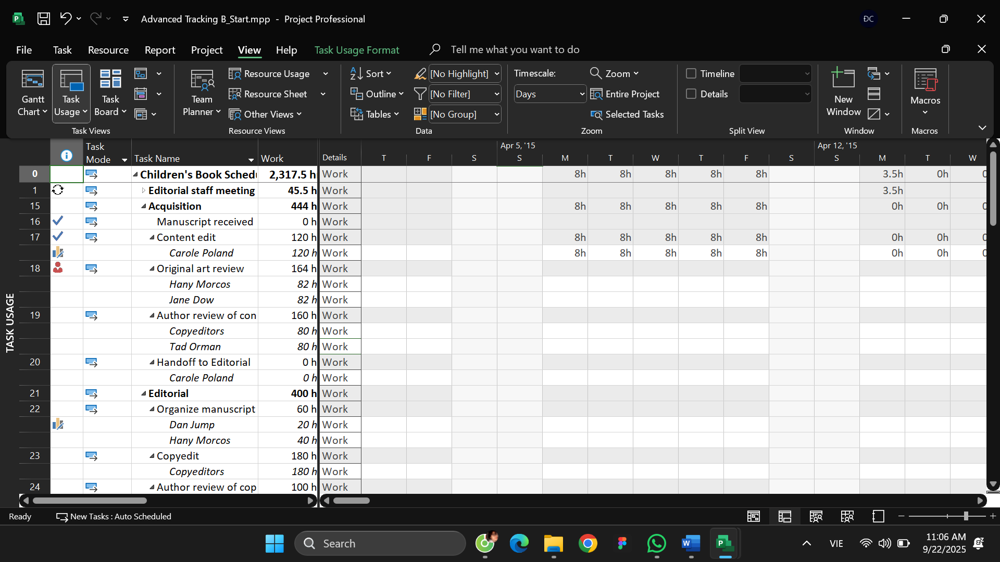 Advanced Tracking B_Start.mpp - Project Professional
ĐC
File Task Resource Report Project View Help Task Usage Format Tell me what you want to do
Gantt Chart
Task Usage
Task Board
Task Views
Team Planner
Resource Usage
Resource Sheet
Other Views
Resource Views
Sort
Outline
Tables
[No Highlight]
[No Filter]
[No Group]
Data
Timescale:
Days
Zoom
Entire Project
Selected Tasks
Zoom
Timeline
Details
Split View
New Window
Window
Macros
Macros
Task Mode Task Name Work Details
Apr 5, '15 Apr 12, '15
T F S S M T W T F S S M T W
0 Children's Book Schedu 2,317.5 h Work 8h 8h 8h 8h 8h 3.5h 0h 0
1 Editorial staff meeting 45.5 h Work 3.5h
15 Acquisition 444 h Work 8h 8h 8h 8h 8h 0h 0h 0
16 Manuscript received 0 h Work
17 Content edit 120 h Work 8h 8h 8h 8h 8h 0h 0h 0
Carole Poland 120 h Work 8h 8h 8h 8h 8h 0h 0h 0
18 Original art review 164 h Work
Hany Morcos 82 h Work
Jane Dow 82 h Work
19 Author review of con 160 h Work
Copyeditors 80 h Work
Tad Orman 80 h Work
20 Handoff to Editorial 0 h Work
Carole Poland 0 h Work
21 Editorial 400 h Work
22 Organize manuscript 60 h Work
Dan Jump 20 h Work
Hany Morcos 40 h Work
23 Copyedit 180 h Work
Copyeditors 180 h Work
24 Author review of cop 100 h Work
TASK USAGE
Ready New Tasks : Auto Scheduled
Search
VIE
11:06 AM
9/22/2025